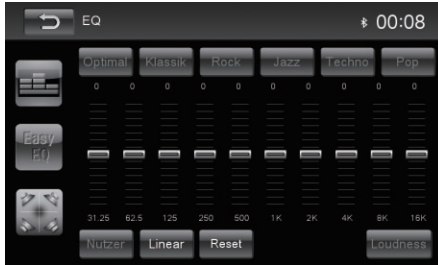 EQ 00:08
Optimal Klassik Rock Jazz Techno Pop
0 0 0 0 0 0 0 0 0 0
Easy
EQ
31.25 62.5 125 250 500 1K 2K 4K 8K 16K
Nutzer Linear Reset Loudness